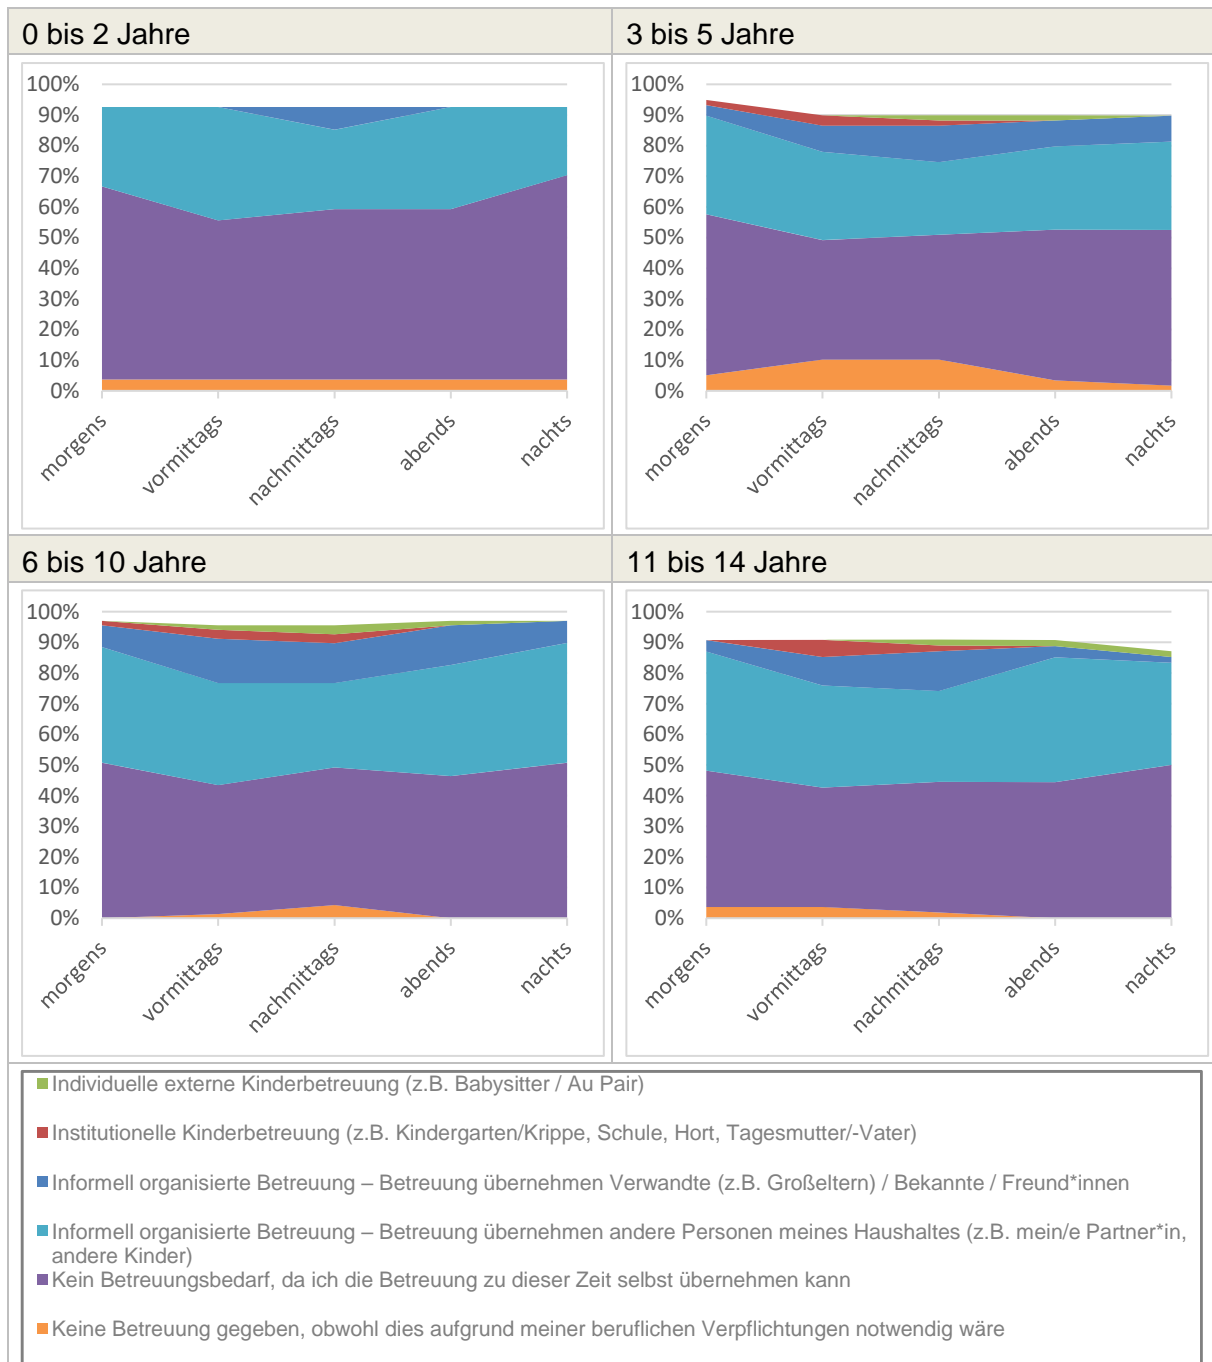 0 bis 2 Jahre
3 bis 5 Jahre
100%
90%
80%
70%
60%
50%
40%
30%
20%
10%
0%
morgens
vormittags
nachmittags
abends
nachts
100%
90%
80%
70%
60%
50%
40%
30%
20%
10%
0%
morgens
vormittags
nachmittags
abends
nachts
6 bis 10 Jahre
11 bis 14 Jahre
100%
90%
80%
70%
60%
50%
40%
30%
20%
10%
0%
morgens
vormittags
nachmittags
abends
nachts
100%
90%
80%
70%
60%
50%
40%
30%
20%
10%
0%
morgens
vormittags
nachmittags
abends
nachts
Individuelle externe Kinderbetreuung (z.B. Babysitter / Au Pair)
Institutionelle Kinderbetreuung (z.B. Kindergarten/Krippe, Schule, Hort, Tagesmutter/-Vater)
Informell organisierte Betreuung – Betreuung übernehmen Verwandte (z.B. Großeltern) / Bekannte / Freund*innen
Informell organisierte Betreuung – Betreuung übernehmen andere Personen meines Haushaltes (z.B. mein/e Partner*in,
andere Kinder)
Kein Betreuungsbedarf, da ich die Betreuung zu dieser Zeit selbst übernehmen kann
Keine Betreuung gegeben, obwohl dies aufgrund meiner beruflichen Verpflichtungen notwendig wäre